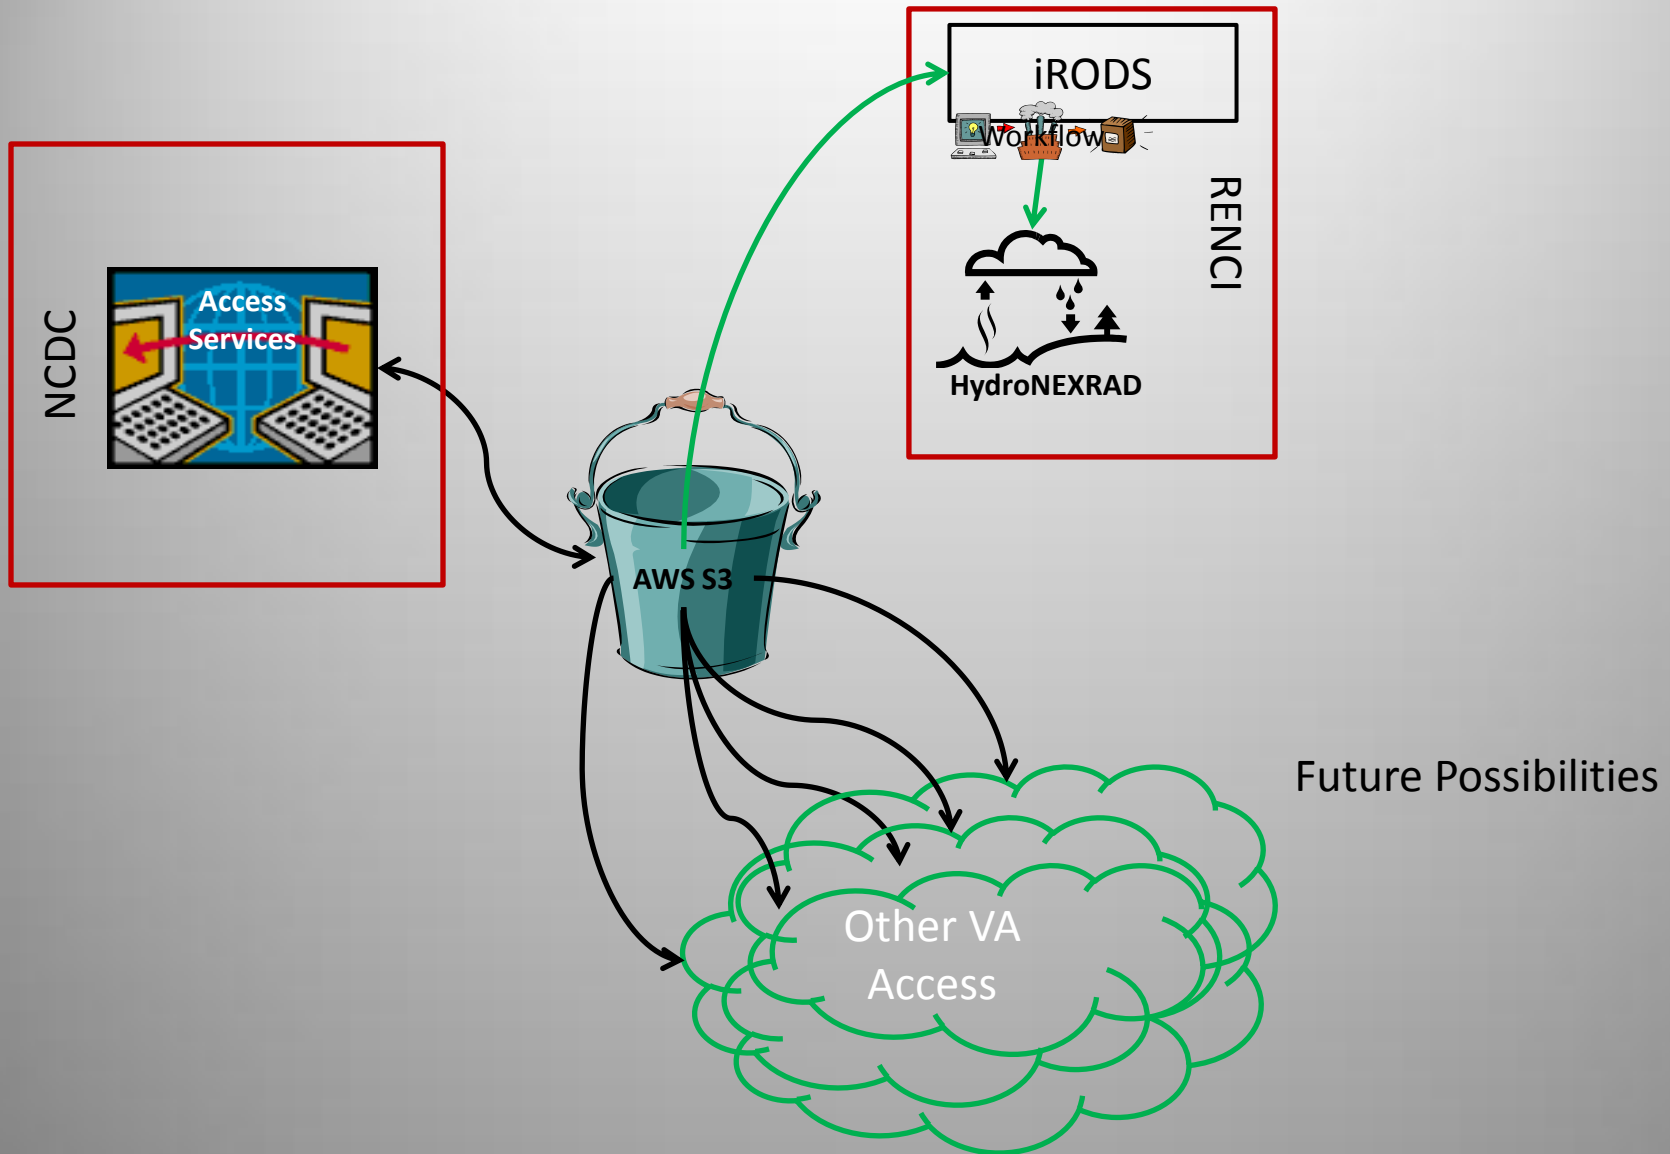 iRODS
Workflow
RENCI
HydroNEXRAD
NCDC
Access
Services
AWS S3
Future Possibilities
Other VA
Access